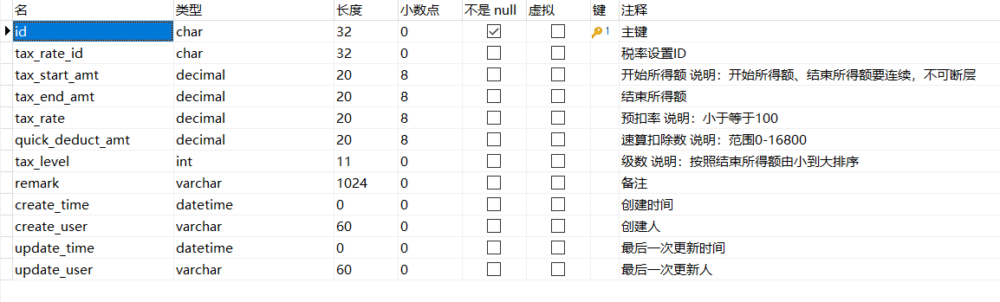 名 类型 长度 小数点 不是 null 虚拟 键 注释
id char 32 0 1 主键
tax_rate_id char 32 0 税率设置ID
tax_start_amt decimal 20 8 开始所得额 说明：开始所得额、结束所得额要连续，不可断层
tax_end_amt decimal 20 8 结束所得额
tax_rate decimal 20 8 预扣率 说明：小于等于100
quick_deduct_amt decimal 20 8 速算扣除数 说明：范围0-16800
tax_level int 11 0 级数 说明：按照结束所得额由小到大排序
remark varchar 1024 0 备注
create_time datetime 0 0 创建时间
create_user varchar 60 0 创建人
update_time datetime 0 0 最后一次更新时间
update_user varchar 60 0 最后一次更新人